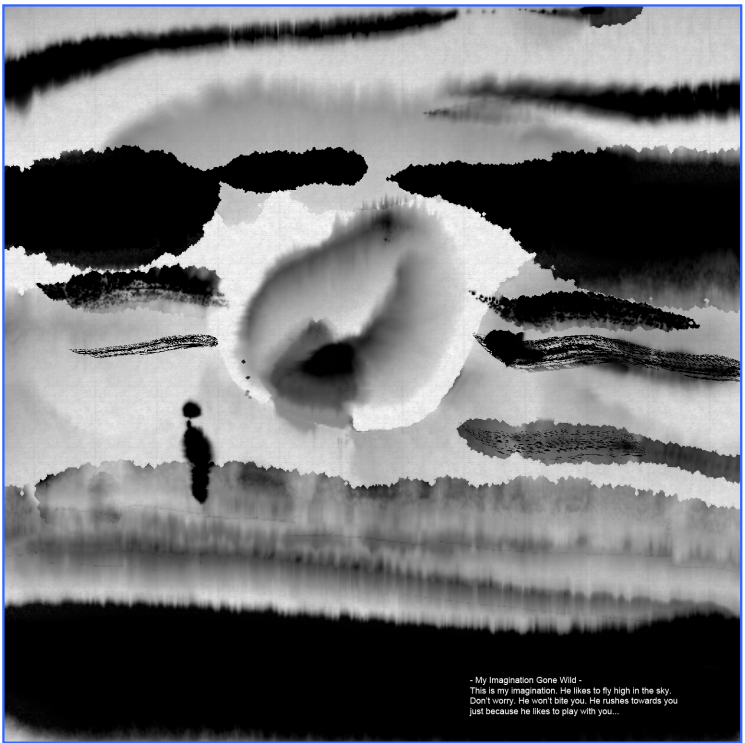 - My Imagination Gone Wild -
This is my imagination. He likes to fly high in the sky.
Don't worry. He won't bite you. He rushes towards you
just because he likes to play with you...